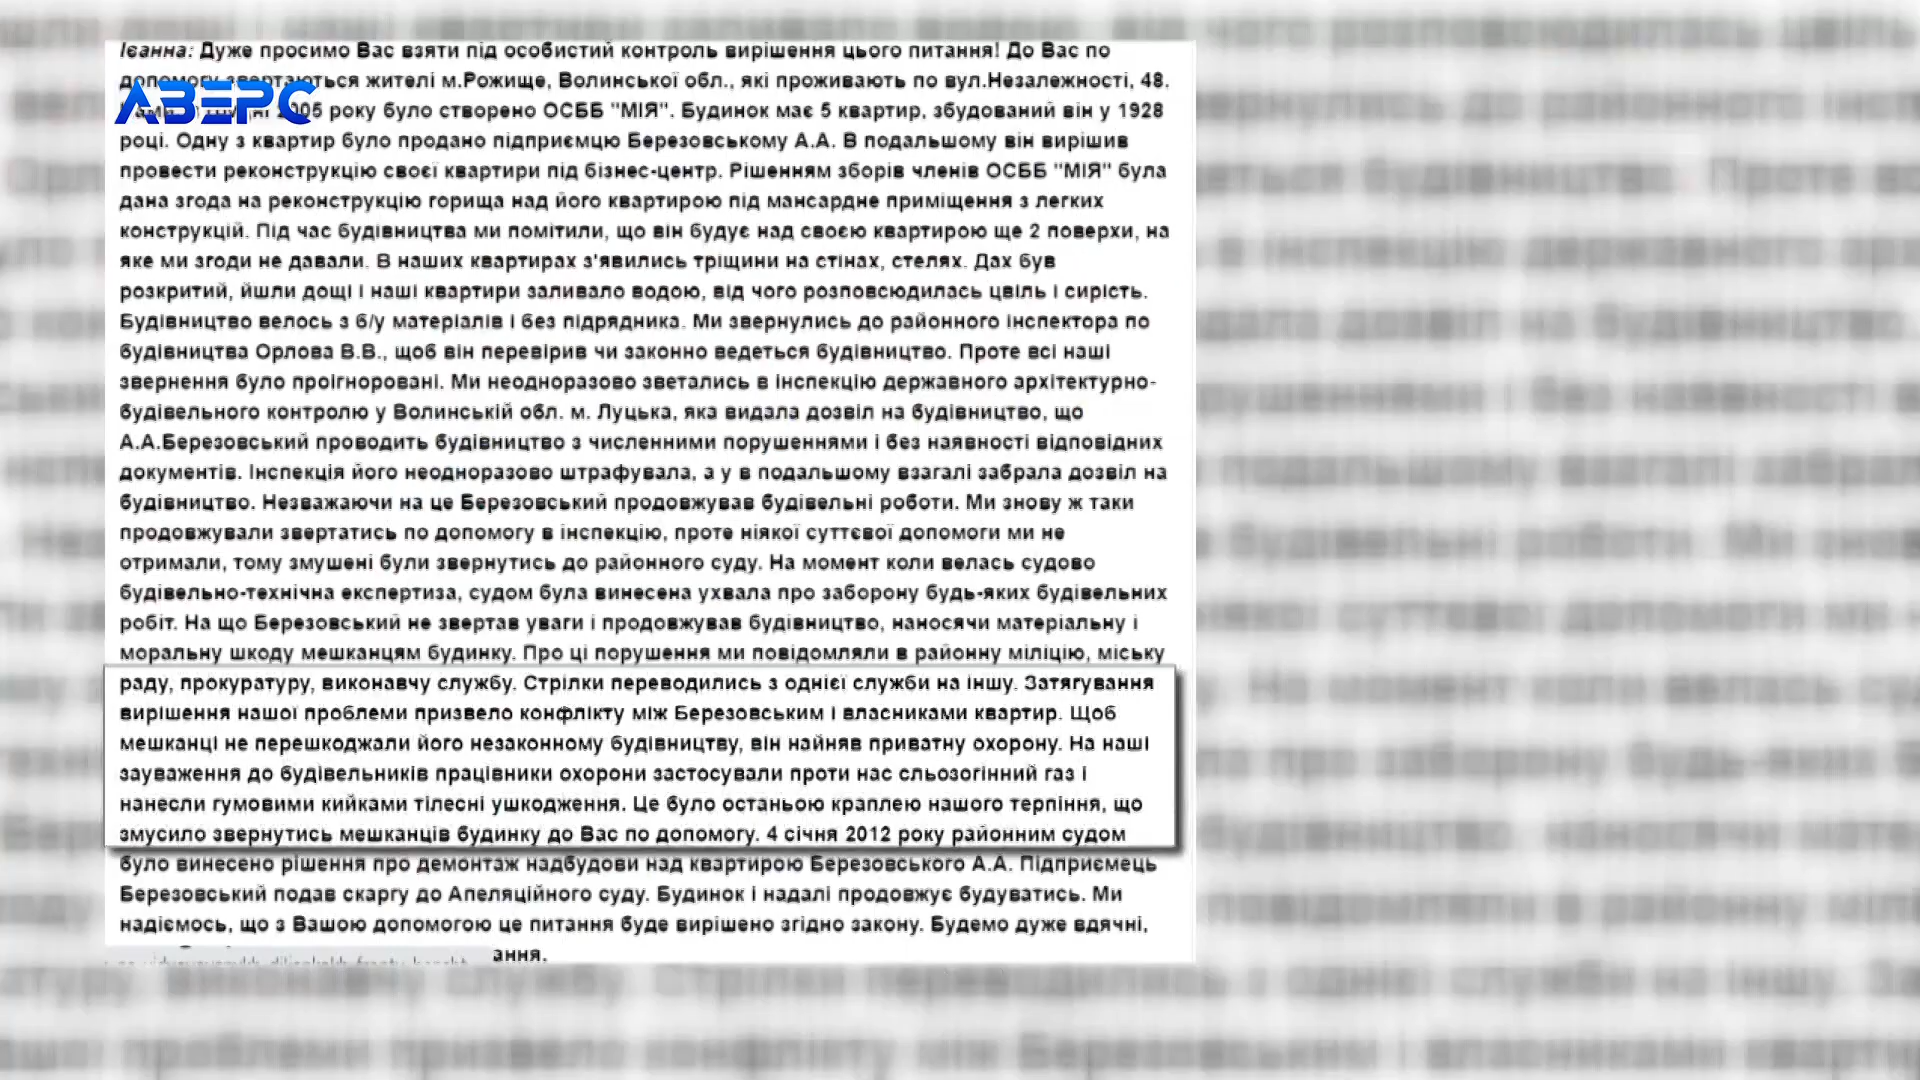 Іванна: Дуже просимо Вас взяти під особистий контроль вирішення цього питання! До Вас по
допомогу звертаються жителі м.Рожище, Волинської обл., які проживають по вул.Незалежності, 48.
АВЕРС
2005 року було створено ОСББ "МІЯ". Будинок має 5 квартир, збудований він у 1928
році. Одну з квартир було продано підприємцю Березовському А.А. В подальшому він вирішив
провести реконструкцію своєї квартири під бізнес-центр. Рішенням зборів членів ОСББ "МІЯ" була
дана згода на реконструкцію горища над його квартирою під мансардне приміщення з легких
конструкцій. Під час будівництва ми помітили, що він будує над своєю квартирою ще 2 поверхи, на
яке ми згоди не давали. В наших квартирах з'явились тріщини на стінах, стелях. Дах був
розкритий, йшли дощі і наші квартири заливало водою, від чого розповсюдилась цвіль і сирість.
Будівництво велось з б/у матеріалів і без підрядника. Ми звернулись до районного інспектора по
будівництва Орлова В.В., щоб він перевірив чи законно ведеться будівництво. Проте всі наші
звернення було проігноровані. Ми неодноразово зветались в інспекцію державного архітектурно-
будівельного контролю у Волинській обл. м. Луцька, яка видала дозвіл на будівництво, що
А.А.Березовський проводить будівництво з численними порушеннями і без наявності відповідних
документів. Інспекція його неодноразово штрафувала, а у в подальшому взагалі забрала дозвіл на
будівництво. Незважаючи на це Березовський продовжував будівельні роботи. Ми знову ж таки
продовжували звертатись по допомогу в інспекцію, проте ніякої суттєвої допомоги ми не
отримали, тому змушені були звернутись до районного суду. На момент коли велась судово
будівельно-технічна експертиза, судом була винесена ухвала про заборону будь-яких будівельних
робіт. На що Березовський не звертав уваги і продовжував будівництво, наносячи матеріальну і
моральну шкоду мешканцям будинку. Про ці порушення ми повідомляли в районну міліцію, міську
раду, прокуратуру, виконавчу службу. Стрілки переводились з однієї служби на іншу. Затягування
вирішення нашої проблеми призвело конфлікту між Березовським і власниками квартир. Щоб
мешканці не перешкоджали його незаконному будівництву, він найняв приватну охорону. На наші
зауваження до будівельників працівники охорони застосували проти нас сльозогінний газ і
нанесли гумовими кийками тілесні ушкодження. Це було останьою краплею нашого терпіння, що
змусило звернутись мешканців будинку до Вас по допомогу. 4 січня 2012 року районним судом
було винесено рішення про демонтаж надбудови над квартирою Березовського А.А. Підприємець
Березовський подав скаргу до Апеляційного суду. Будинок і надалі продовжує будуватись. Ми
надіємось, що з Вашою допомогою це питання буде вирішено згідно закону. Будемо дуже вдячні,
ання.